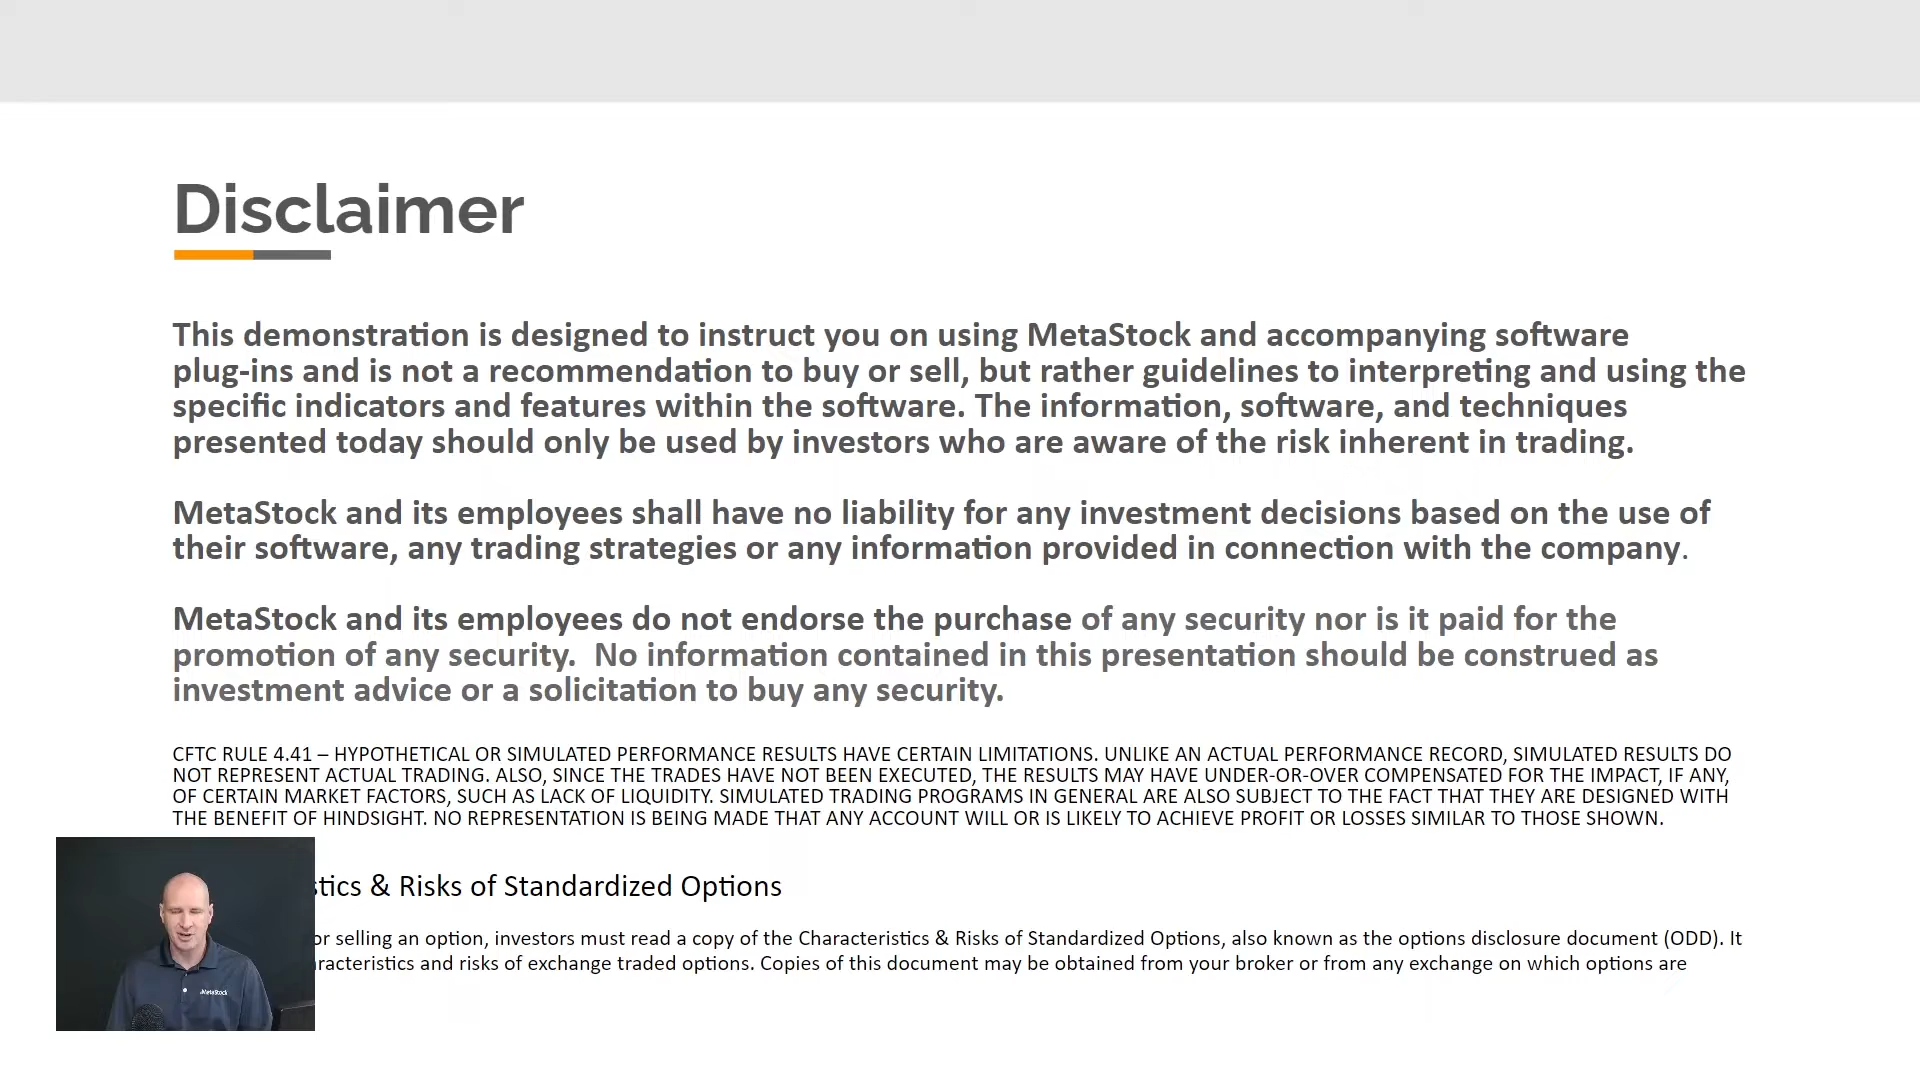 Disclaimer
This demonstration is designed to instruct you on using MetaStock and accompanying software
plug-ins and is not a recommendation to buy or sell, but rather guidelines to interpreting and using the
specific indicators and features within the software. The information, software, and techniques
presented today should only be used by investors who are aware of the risk inherent in trading.
MetaStock and its employees shall have no liability for any investment decisions based on the use of
their software, any trading strategies or any information provided in connection with the company.
MetaStock and its employees do not endorse the purchase of any security nor is it paid for the
promotion of any security.  No information contained in this presentation should be construed as
investment advice or a solicitation to buy any security.
CFTC RULE 4.41 – HYPOTHETICAL OR SIMULATED PERFORMANCE RESULTS HAVE CERTAIN LIMITATIONS. UNLIKE AN ACTUAL PERFORMANCE RECORD, SIMULATED RESULTS DO
NOT REPRESENT ACTUAL TRADING. ALSO, SINCE THE TRADES HAVE NOT BEEN EXECUTED, THE RESULTS MAY HAVE UNDER-OR-OVER COMPENSATED FOR THE IMPACT, IF ANY,
OF CERTAIN MARKET FACTORS, SUCH AS LACK OF LIQUIDITY. SIMULATED TRADING PROGRAMS IN GENERAL ARE ALSO SUBJECT TO THE FACT THAT THEY ARE DESIGNED WITH
THE BENEFIT OF HINDSIGHT. NO REPRESENTATION IS BEING MADE THAT ANY ACCOUNT WILL OR IS LIKELY TO ACHIEVE PROFIT OR LOSSES SIMILAR TO THOSE SHOWN.
stics & Risks of Standardized Options
or selling an option, investors must read a copy of the Characteristics & Risks of Standardized Options, also known as the options disclosure document (ODD). It
racteristics and risks of exchange traded options. Copies of this document may be obtained from your broker or from any exchange on which options are
MetaStock